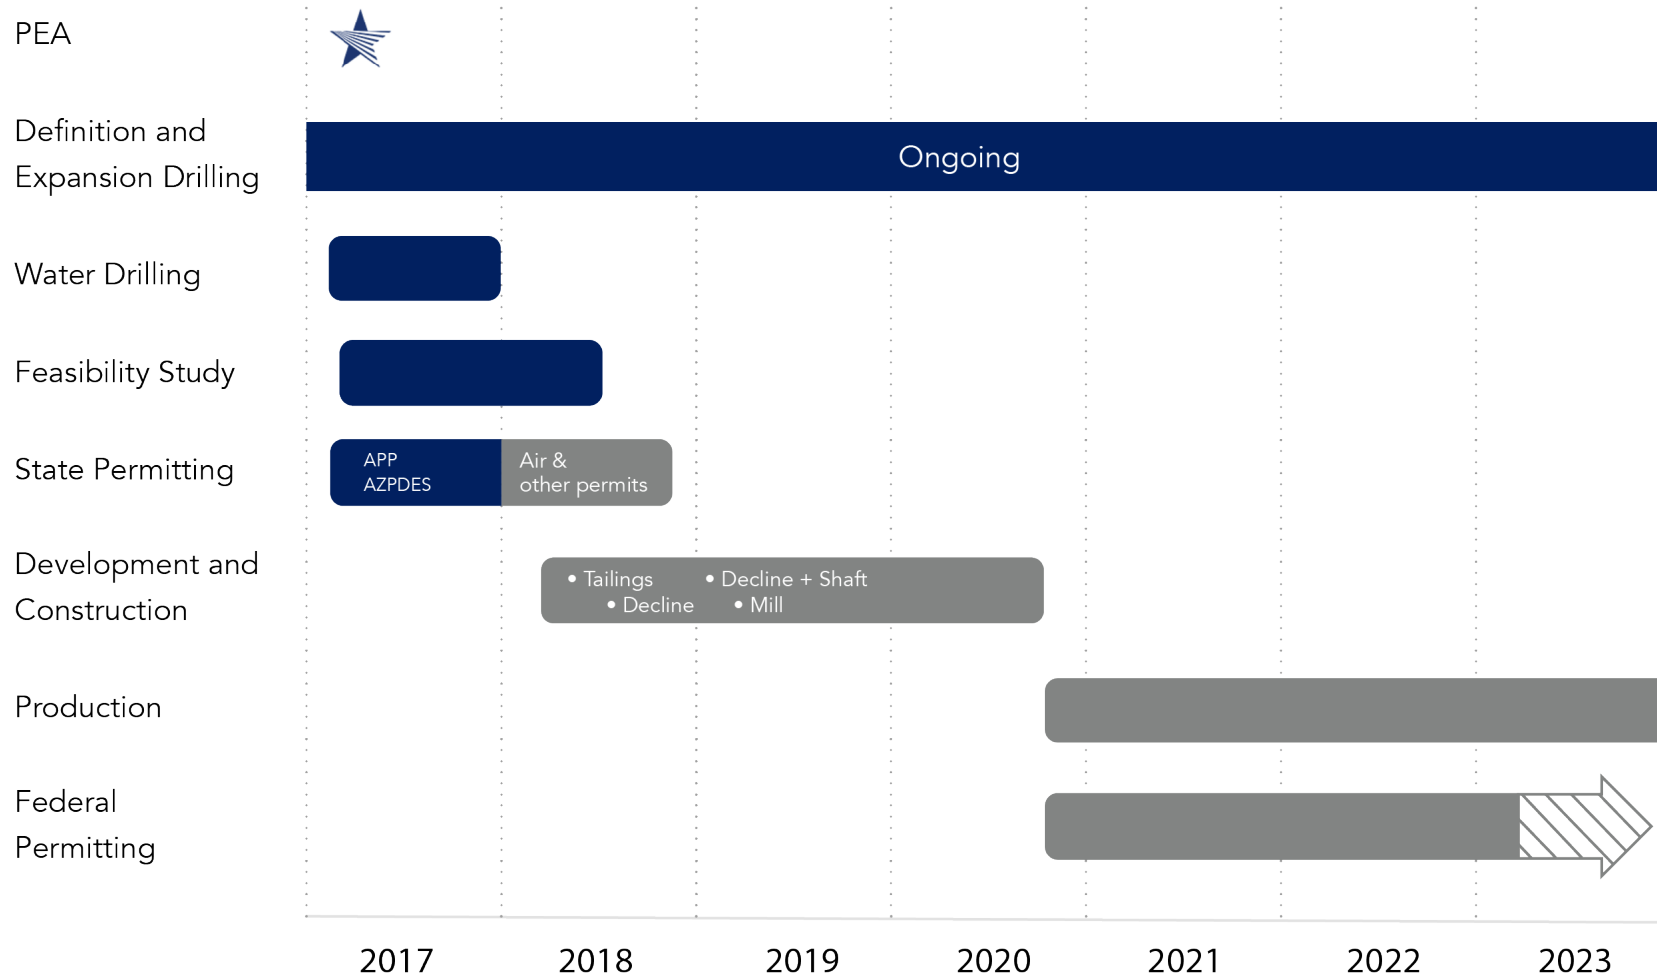 PEA
Definition and
Expansion Drilling
Ongoing
Water Drilling
Feasibility Study
State Permitting
APP
AZPDES
Air &
other permits
Development and
Construction
• Tailings • Decline + Shaft
• Decline • Mill
Production
Federal
Permitting
2017 2018 2019 2020 2021 2022 2023